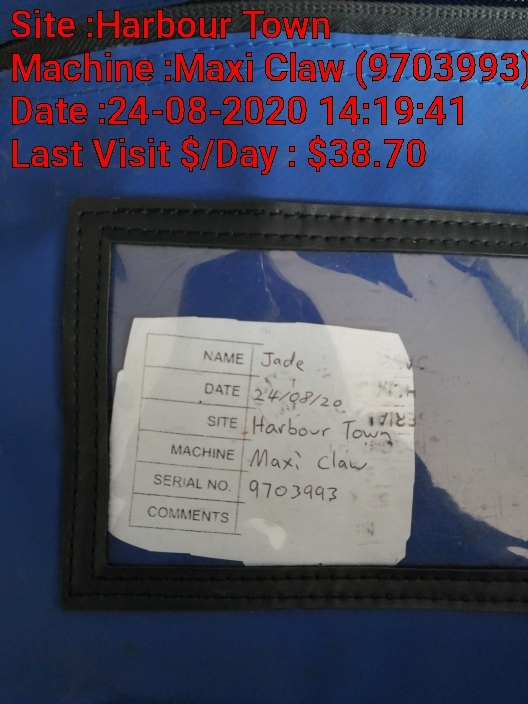 Site :Harbour Town
Machine :Maxi Claw (9703993)
Date :24-08-2020 14:19:41
Last Visit $/Day : $38.70
NAME Jade
DATE 24/08/20
SITE Harbour Town
MACHINE Maxi Claw
SERIAL NO. 9703993
COMMENTS